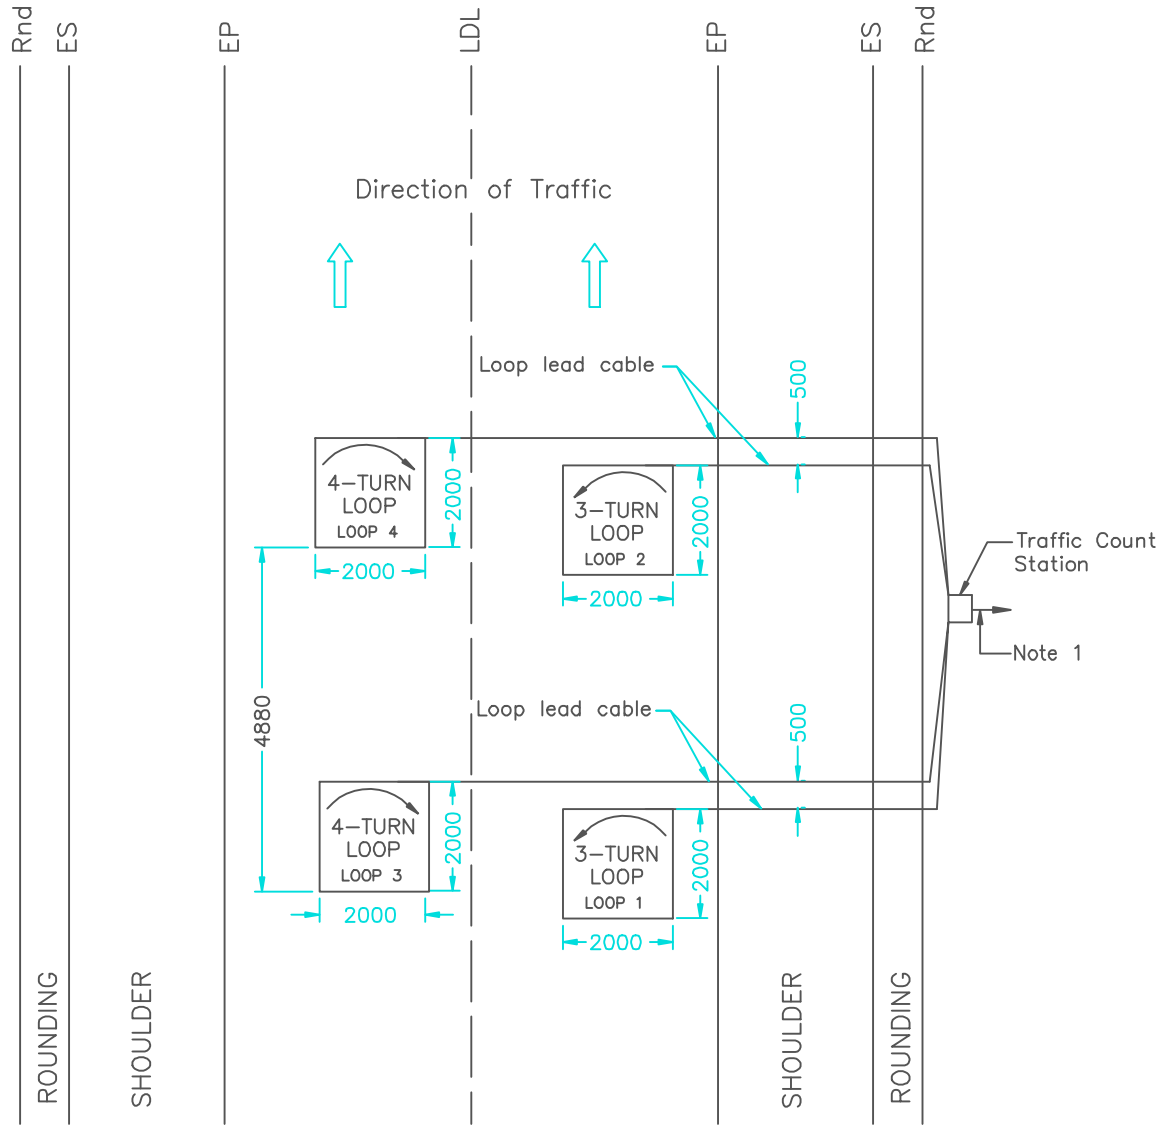 Rnd
ES
EP
LDL
EP
ES
Rnd
Direction of Traffic
Loop lead cable
500
4-TURN
LOOP
LOOP 4
2000
2000
3-TURN
LOOP
LOOP 2
2000
2000
Traffic Count
Station
Note 1
4880
Loop lead cable
500
4-TURN
LOOP
LOOP 3
2000
2000
3-TURN
LOOP
LOOP 1
2000
2000
ROUNDING
SHOULDER
SHOULDER
ROUNDING